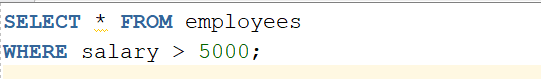 SELECT * FROM employees
WHERE salary > 5000;